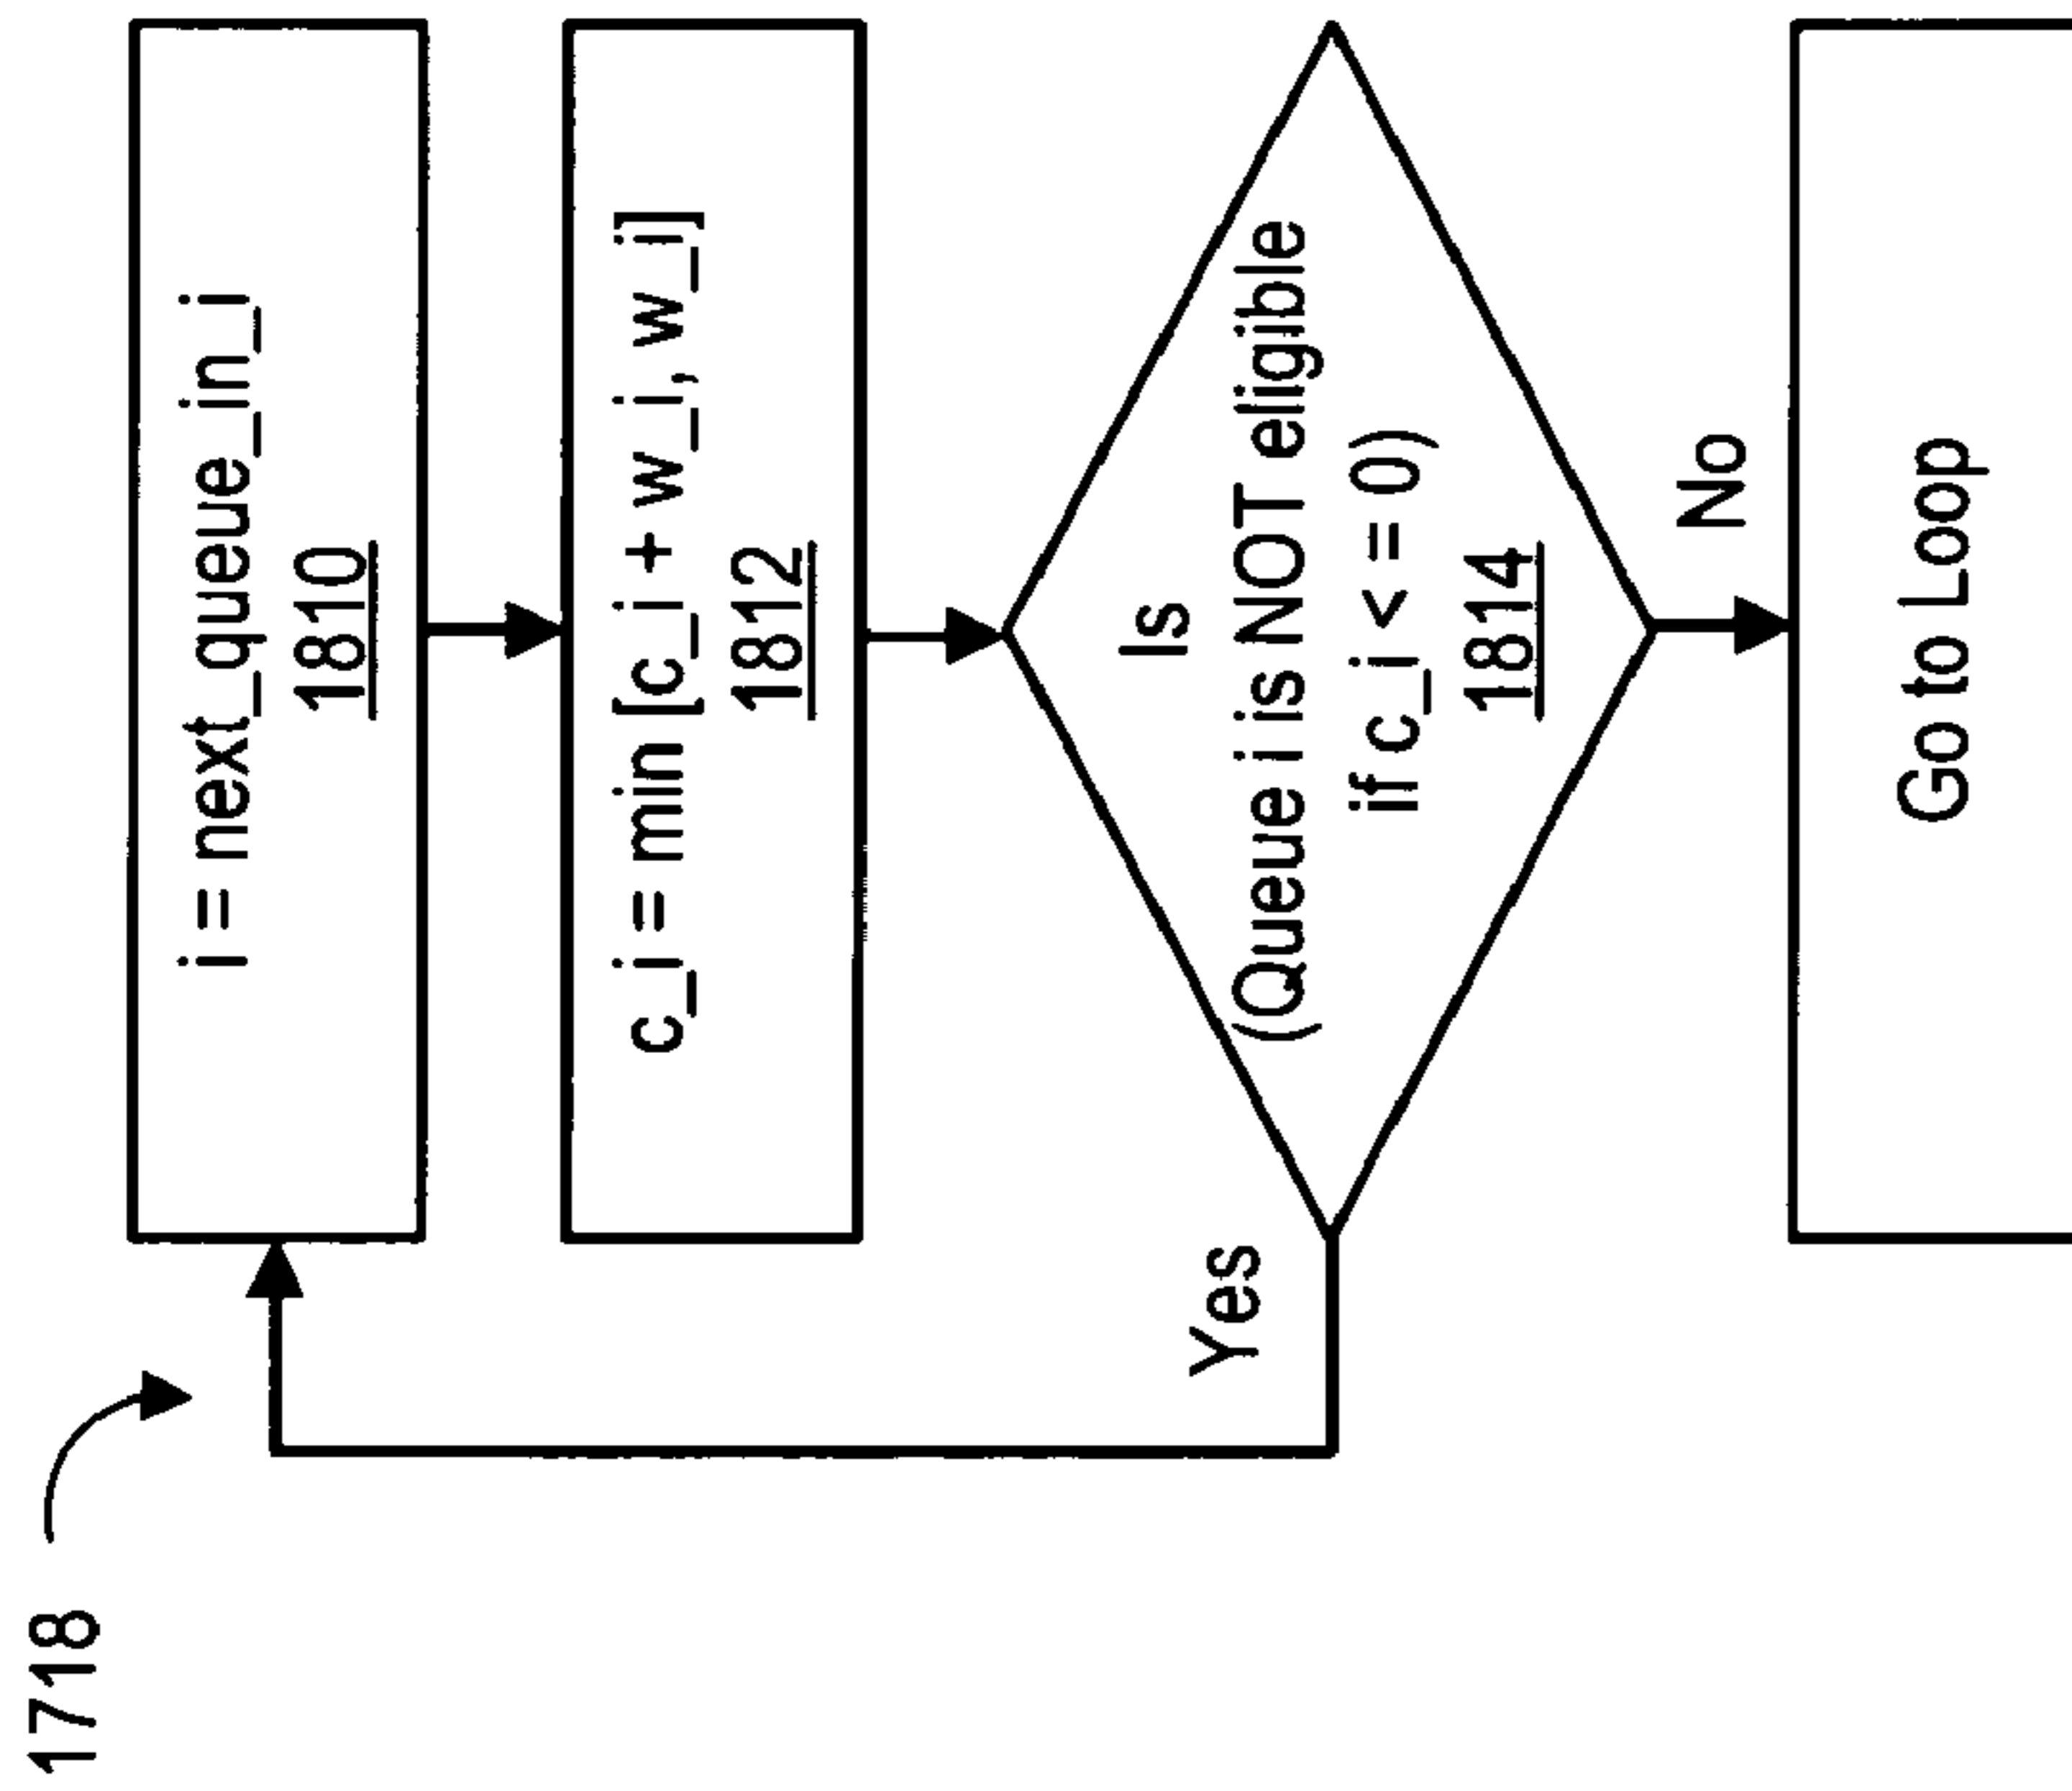 1718
i = next_queue_in_i
1810
c_i = min [c_i + w_i, w_i]
1812
Is
(Queue i is NOT eligible
if c_i < = 0)
1814
Yes
No
Go to Loop